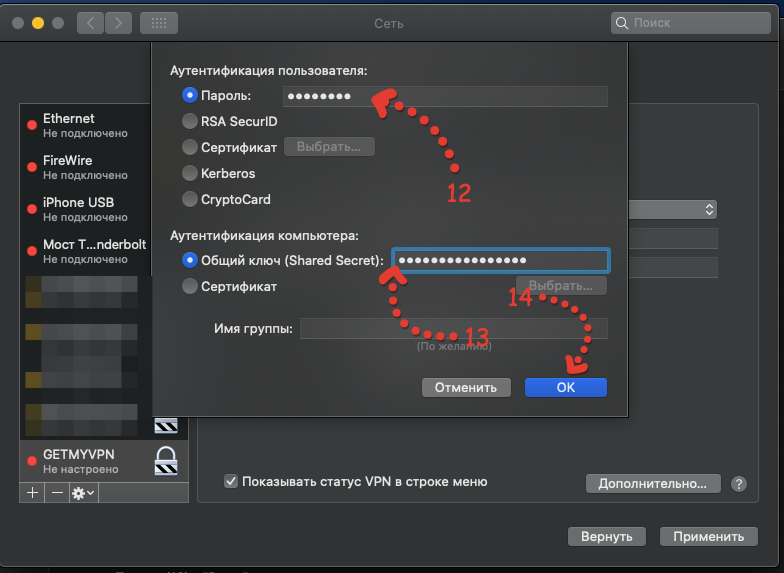 Сеть
Поиск
Аутентификация пользователя:
Пароль: ••••••••
12
RSA SecurID
Сертификат Выбрать...
Kerberos
CryptoCard
Аутентификация компьютера:
Общий ключ (Shared Secret): ••••••••••••••••
13
Сертификат Выбрать...
14
Имя группы:
(По желанию)
Отменить OK
Ethernet
Не подключено
FireWire
Не подключено
iPhone USB
Не подключено
Мост T...nderbolt
Не подключено
GETMYVPN
Не настроено
Показывать статус VPN в строке меню
Дополнительно... ?
Вернуть Применить